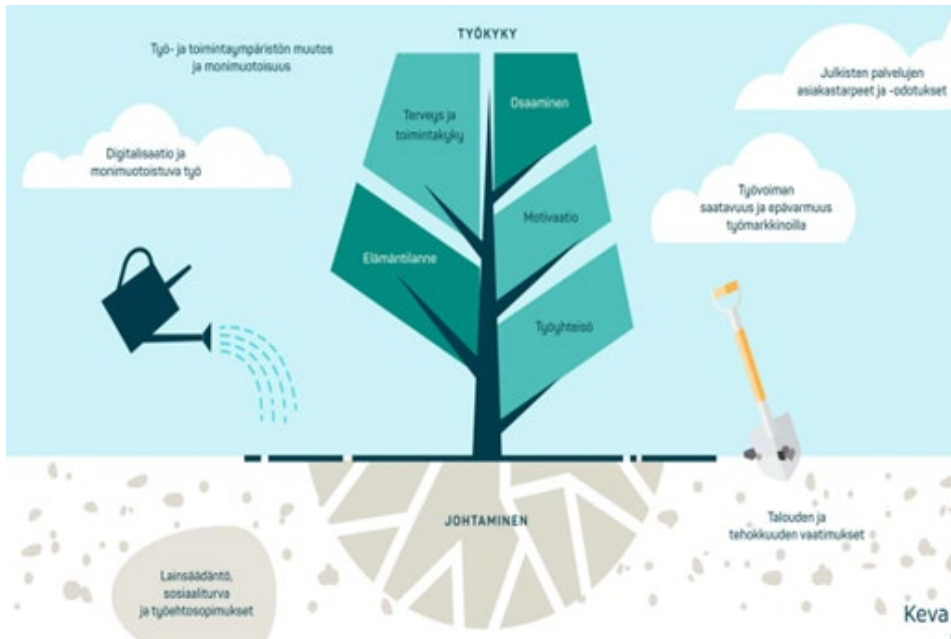 TYÖKYKY
Työ- ja toimintaympäristön muutos
ja monimuotoisuus
Julkisten palvelujen
asiakastarpeet ja -odotukset
Osaaminen
Terveys ja
toimintakyky
Digitalisaatio ja
monimuotoistuva työ
Työvoiman
saatavuus ja epävarmuus
työmarkkinoilla
Motivaatio
Elämäntilanne
Työyhteisö
JOHTAMINEN
Talouden ja
tehokkuuden vaatimukset
Lainsäädäntö,
sosiaaliturva
ja työehtosopimukset
Keva